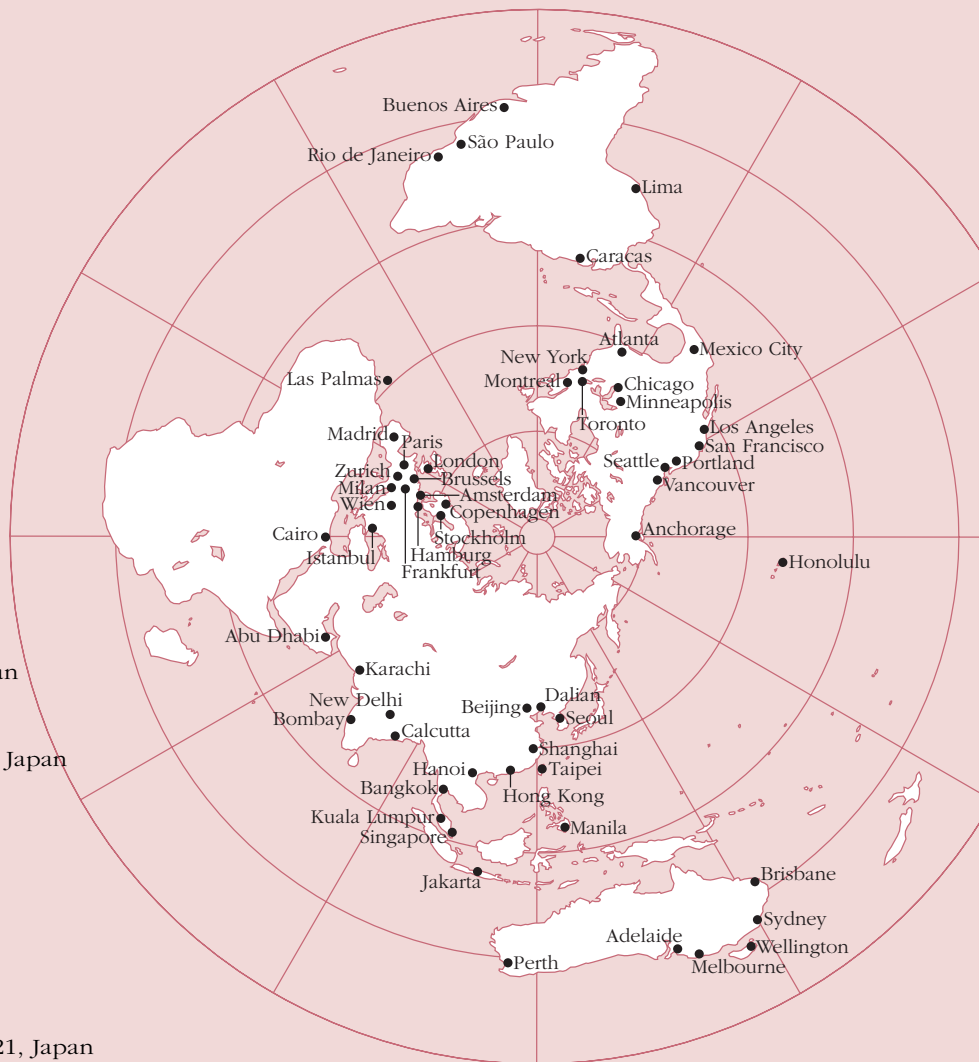 Buenos Aires
São Paulo
Rio de Janeiro
Lima
Caracas
Atlanta
Mexico City
New York
Las Palmas
Montreal
Chicago
Minneapolis
Toronto
Los Angeles
Madrid
Paris
San Francisco
London
Seattle
Portland
Zurich
Brussels
Vancouver
Milan
Amsterdam
Wien
Copenhagen
Cairo
Stockholm
Anchorage
Istanbul
Hamburg
Honolulu
Frankfurt
Abu Dhabi
an
Karachi
New Delhi
Dalian
Beijing
Bombay
Seoul
Calcutta
Shanghai
, Japan
Hanoi
Taipei
Bangkok
Hong Kong
Kuala Lumpur
Manila
Singapore
Jakarta
Brisbane
Sydney
Adelaide
Wellington
Perth
Melbourne
21, Japan